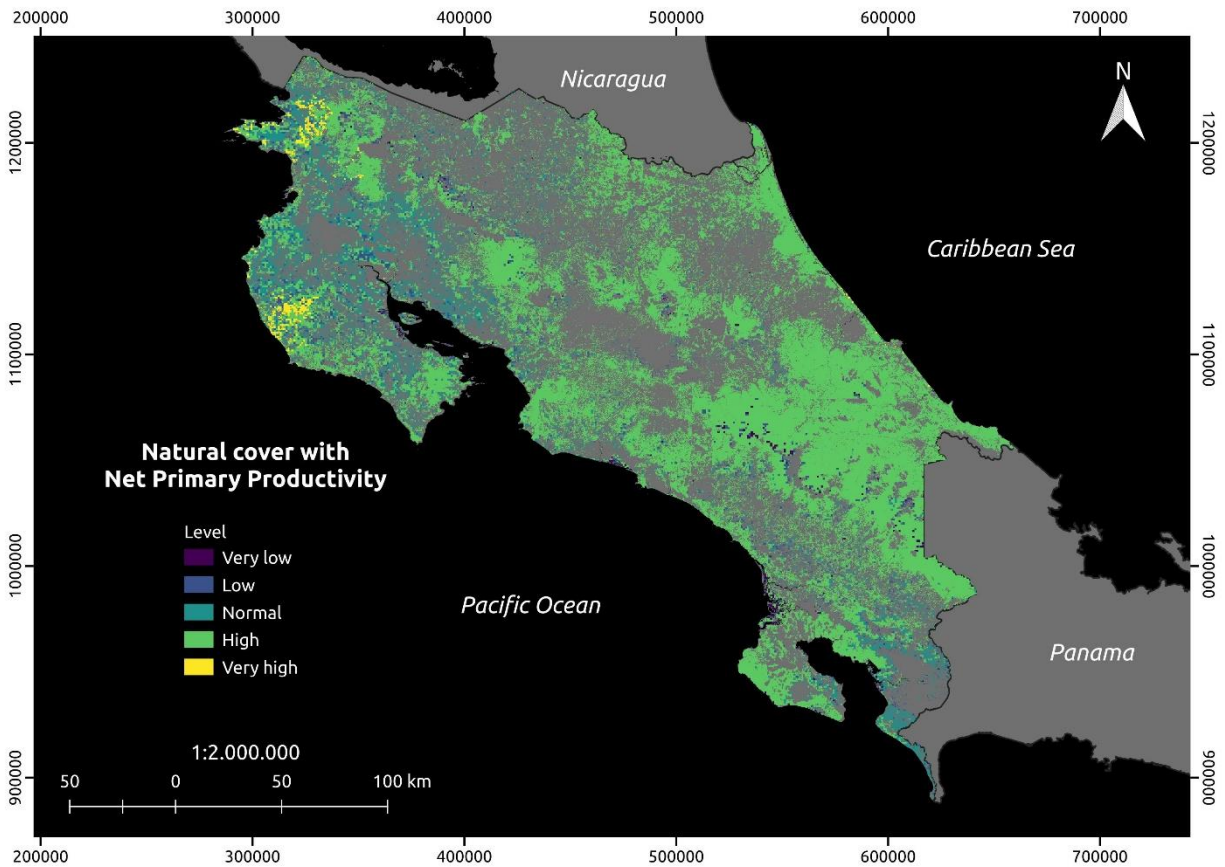 200000 300000 400000 500000 600000 700000
Nicaragua
N
1200000
1200000
Caribbean Sea
1100000
1100000
Natural cover with
Net Primary Productivity
Level
Very low
Low
Normal
High
Very high
1000000
1000000
Pacific Ocean
Panama
1:2.000.000
50 0 50 100 km
900000
900000
200000 300000 400000 500000 600000 700000